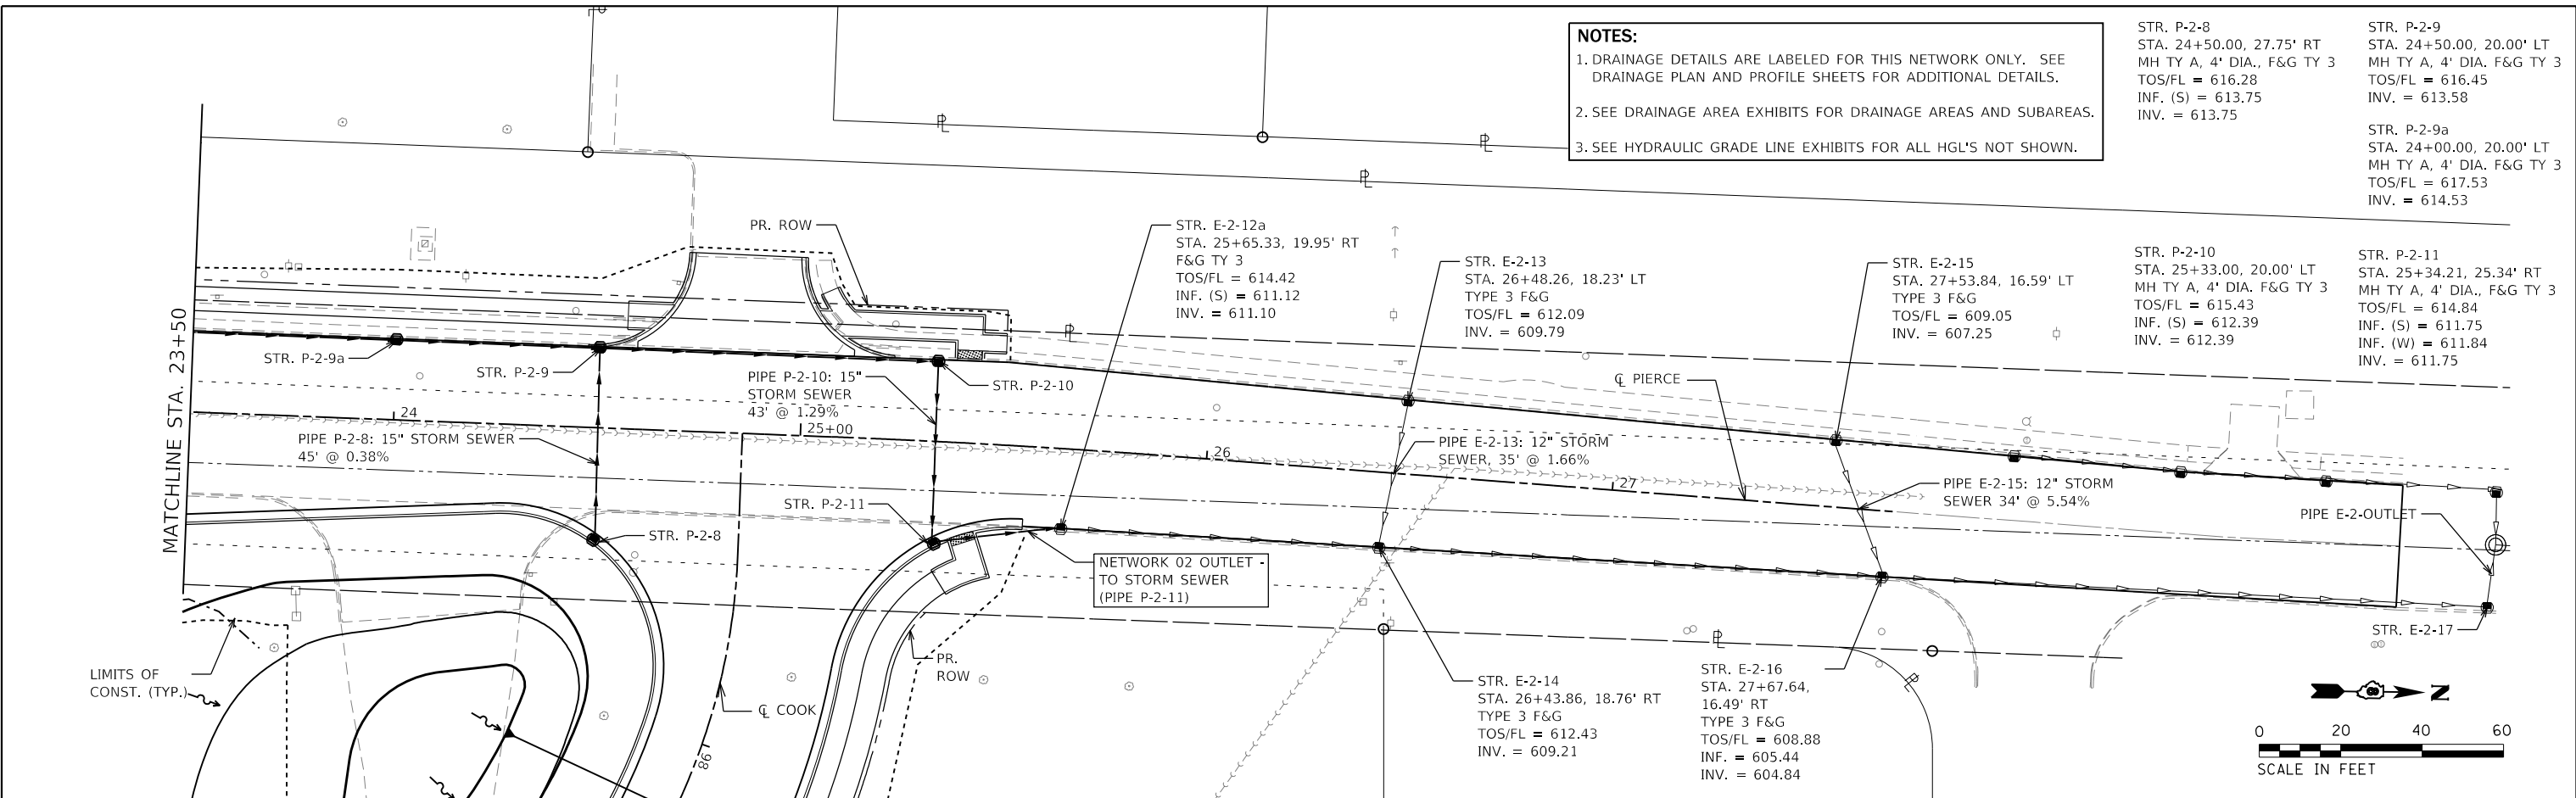 NOTES:
1. DRAINAGE DETAILS ARE LABELED FOR THIS NETWORK ONLY. SEE
DRAINAGE PLAN AND PROFILE SHEETS FOR ADDITIONAL DETAILS.
2. SEE DRAINAGE AREA EXHIBITS FOR DRAINAGE AREAS AND SUBAREAS.
3. SEE HYDRAULIC GRADE LINE EXHIBITS FOR ALL HGL'S NOT SHOWN.
STR. P-2-8
STA. 24+50.00, 27.75' RT
MH TY A, 4' DIA., F&G TY 3
TOS/FL = 616.28
INF. (S) = 613.75
INV. = 613.75
STR. P-2-9
STA. 24+50.00, 20.00' LT
MH TY A, 4' DIA. F&G TY 3
TOS/FL = 616.45
INV. = 613.58
STR. P-2-9a
STA. 24+00.00, 20.00' LT
MH TY A, 4' DIA. F&G TY 3
TOS/FL = 617.53
INV. = 614.53
STR. P-2-10
STA. 25+33.00, 20.00' LT
MH TY A, 4' DIA. F&G TY 3
TOS/FL = 615.43
INF. (S) = 612.39
INV. = 612.39
STR. P-2-11
STA. 25+34.21, 25.34' RT
MH TY A, 4' DIA., F&G TY 3
TOS/FL = 614.84
INF. (S) = 611.75
INF. (W) = 611.84
INV. = 611.75
PR. ROW
STR. E-2-12a
STA. 25+65.33, 19.95' RT
F&G TY 3
TOS/FL = 614.42
INF. (S) = 611.12
INV. = 611.10
STR. E-2-13
STA. 26+48.26, 18.23' LT
TYPE 3 F&G
TOS/FL = 612.09
INV. = 609.79
STR. E-2-15
STA. 27+53.84, 16.59' LT
TYPE 3 F&G
TOS/FL = 609.05
INV. = 607.25
MATCHLINE STA. 23+50
STR. P-2-9a
STR. P-2-9
PIPE P-2-10: 15"
STORM SEWER
43' @ 1.29%
STR. P-2-10
℄ PIERCE
24
25+00
26
27
PIPE P-2-8: 15" STORM SEWER
45' @ 0.38%
PIPE E-2-13: 12" STORM
SEWER, 35' @ 1.66%
PIPE E-2-15: 12" STORM
SEWER 34' @ 5.54%
PIPE E-2-OUTLET
STR. P-2-11
STR. P-2-8
NETWORK 02 OUTLET -
TO STORM SEWER
(PIPE P-2-11)
STR. E-2-17
LIMITS OF
CONST. (TYP.)
PR.
ROW
℄ COOK
86
STR. E-2-14
STA. 26+43.86, 18.76' RT
TYPE 3 F&G
TOS/FL = 612.43
INV. = 609.21
STR. E-2-16
STA. 27+67.64,
16.49' RT
TYPE 3 F&G
TOS/FL = 608.88
INF. = 605.44
INV. = 604.84
Z
0 20 40 60
SCALE IN FEET